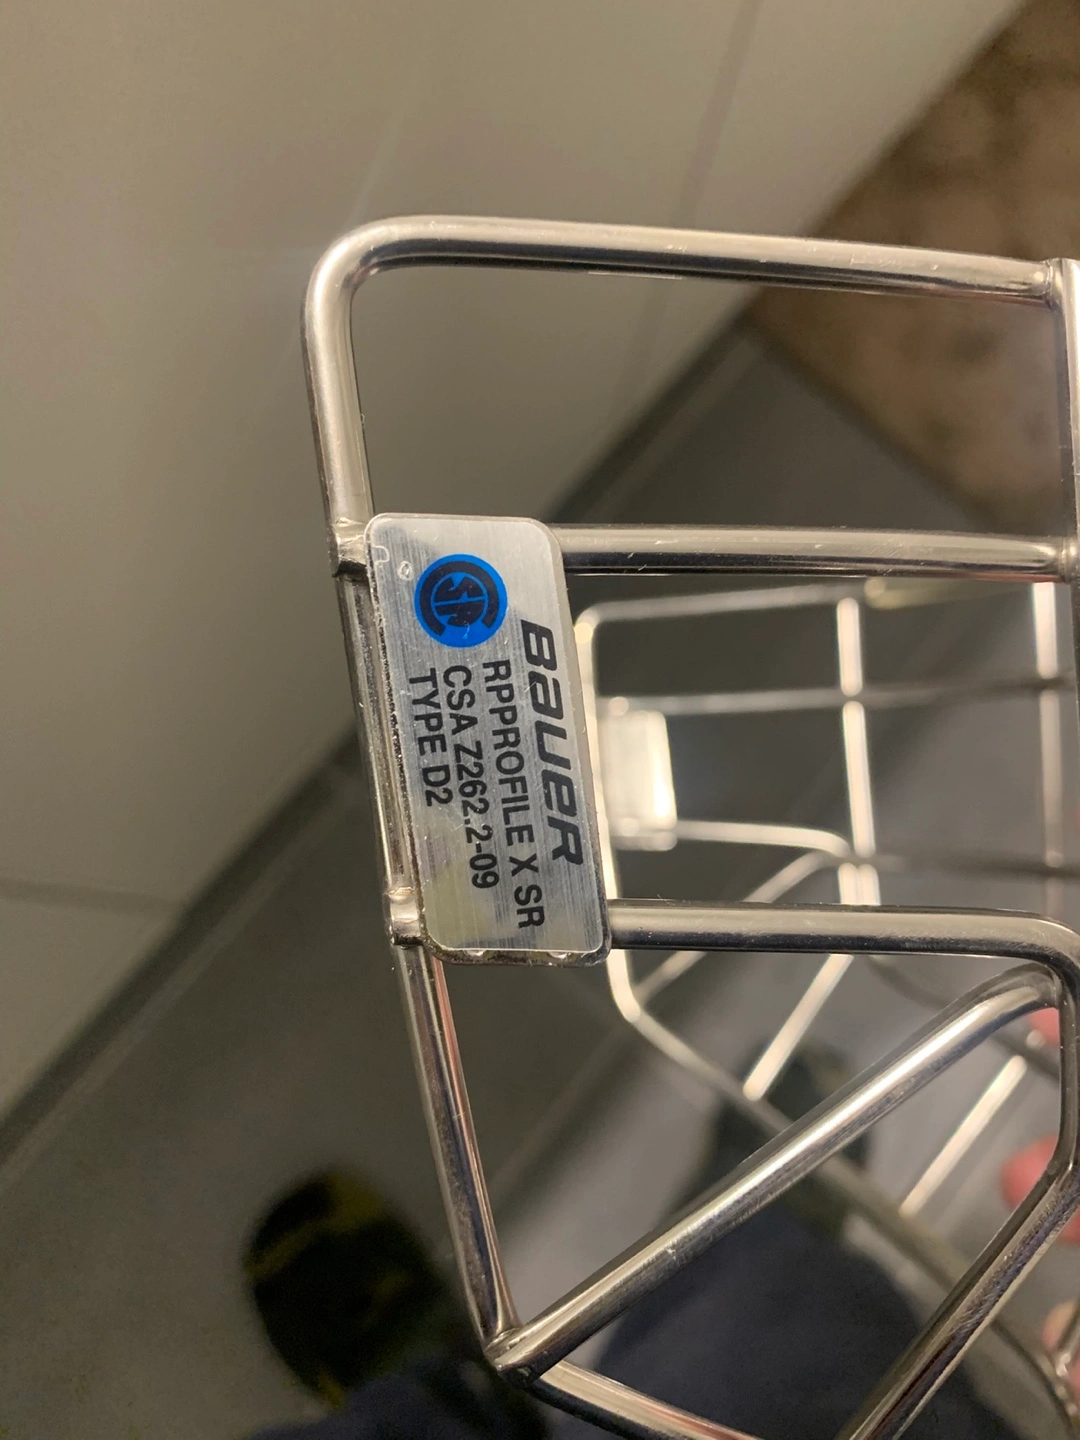 BAUER
RPPROFILE X SR
CSA Z262.2-09
TYPE D2